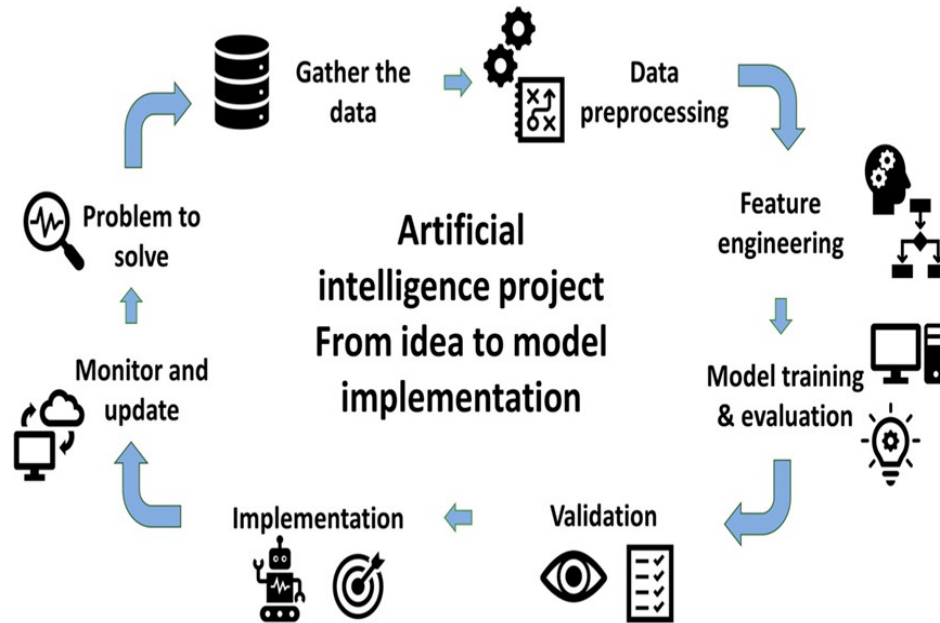 Gather the
data
Data
preprocessing
Feature
engineering
Model training
& evaluation
Validation
Implementation
Monitor and
update
Problem to
solve
Artificial
intelligence project
From idea to model
implementation